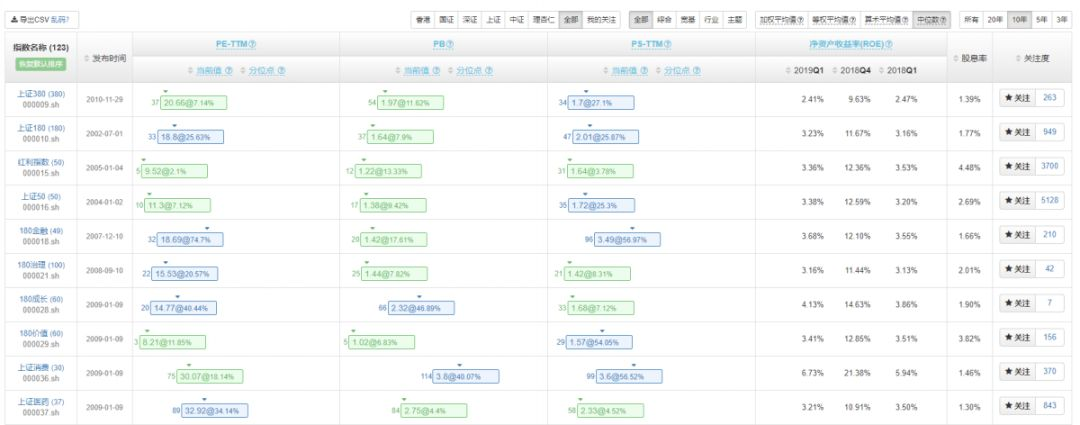 导出CSV 乱码?
香港 国证 深证 上证 中证 理杏仁 全部 我的关注 全部 综合 宽基 行业 主题 加权平均值 等权平均值 算术平均值 中位数 所有 20年 10年 5年 3年
指数名称 (123) 恢复默认排序 发布时间 PE-TTM PB PS-TTM 净资产收益率(ROE) 股息率 关注度
当前值 分位点 当前值 分位点 当前值 分位点 2019Q1 2018Q4 2018Q1
上证380 (380) 000009.sh 2010-11-29 37 20.66@7.14% 54 1.97@11.62% 34 1.7@27.1% 2.41% 9.63% 2.47% 1.39% 关注 263
上证180 (180) 000010.sh 2002-07-01 33 18.8@25.63% 37 1.64@7.9% 47 2.01@25.87% 3.23% 11.67% 3.16% 1.77% 关注 949
红利指数 (50) 000015.sh 2005-01-04 5 9.52@2.1% 12 1.22@13.33% 31 1.64@3.78% 3.36% 12.36% 3.53% 4.48% 关注 3700
上证50 (50) 000016.sh 2004-01-02 10 11.3@7.12% 17 1.38@9.42% 35 1.72@25.3% 3.38% 12.59% 3.20% 2.69% 关注 5128
180金融 (49) 000018.sh 2007-12-10 32 18.69@74.7% 20 1.42@17.61% 96 3.49@56.97% 3.68% 12.10% 3.55% 1.66% 关注 210
180治理 (100) 000021.sh 2008-09-10 22 15.53@20.57% 25 1.44@7.82% 21 1.42@8.31% 3.16% 11.44% 3.13% 2.01% 关注 42
180成长 (60) 000028.sh 2009-01-09 20 14.77@40.44% 66 2.32@46.89% 33 1.68@7.12% 4.13% 14.63% 3.86% 1.90% 关注 7
180价值 (60) 000029.sh 2009-01-09 3 8.21@11.85% 5 1.02@6.83% 29 1.57@54.05% 3.41% 12.85% 3.51% 3.82% 关注 156
上证消费 (30) 000036.sh 2009-01-09 75 30.07@18.14% 114 3.8@40.07% 99 3.6@56.52% 6.73% 21.38% 5.94% 1.46% 关注 370
上证医药 (37) 000037.sh 2009-01-09 89 32.92@34.14% 84 2.75@4.4% 58 2.33@4.52% 3.21% 10.91% 3.50% 1.30% 关注 843